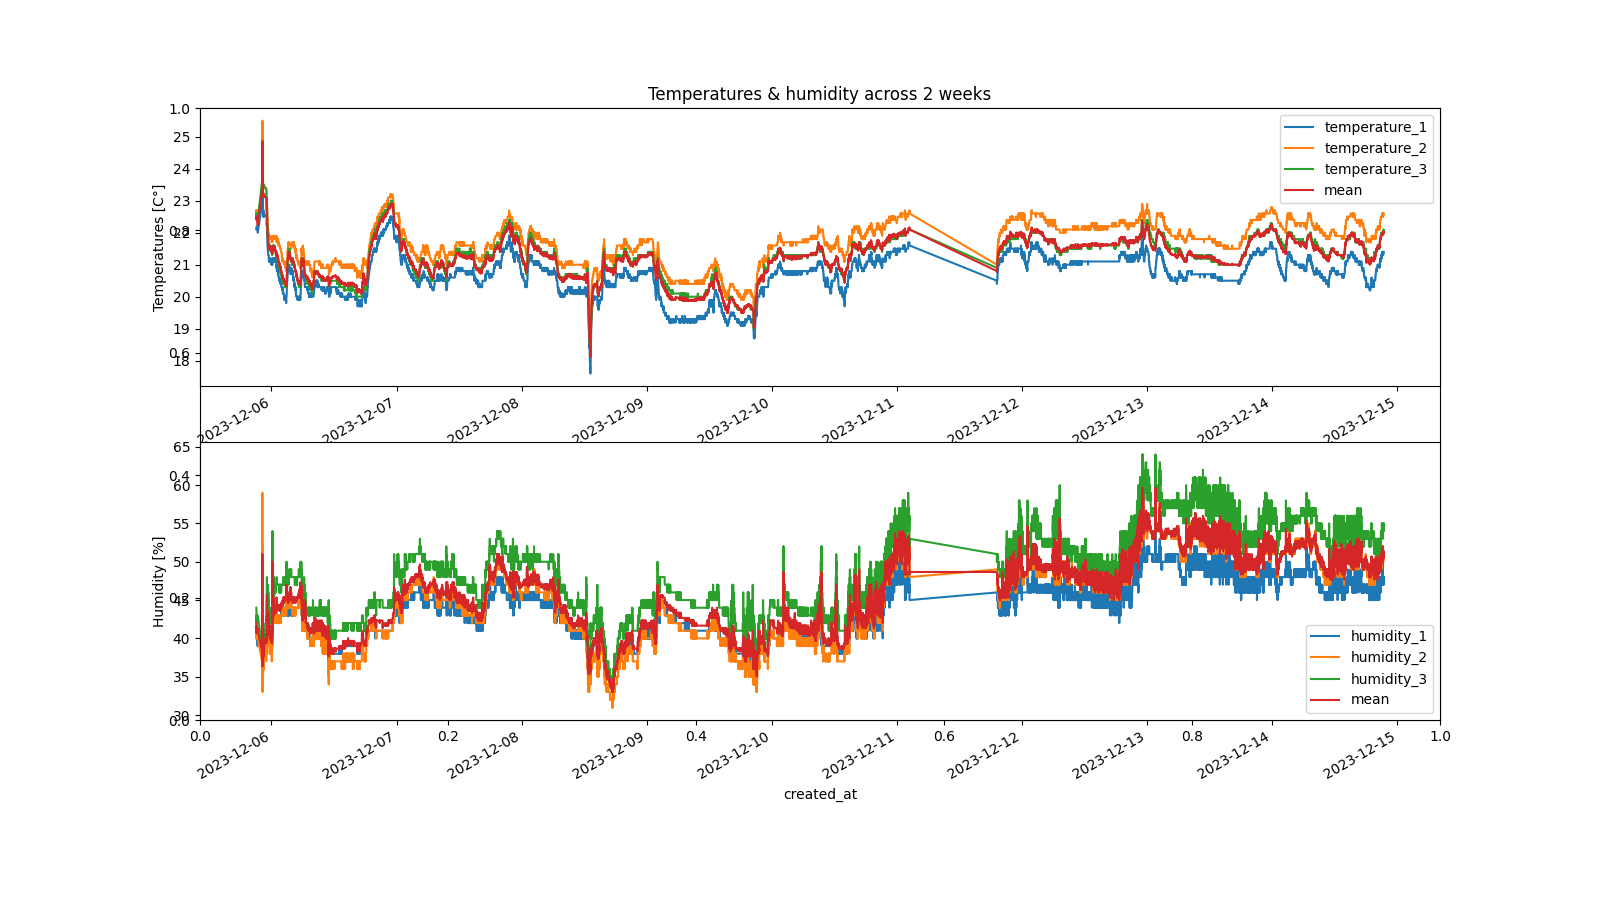 Temperatures & humidity across 2 weeks
1.0
25
24
23
0.8
22
21
20
19
0.6
18
Temperatures [C°]
temperature_1
temperature_2
temperature_3
mean
2023-12-06 2023-12-07 2023-12-08 2023-12-09 2023-12-10 2023-12-11 2023-12-12 2023-12-13 2023-12-14 2023-12-15
65
0.4
60
55
50
0.2
45
40
35
30
0.0
Humidity [%]
humidity_1
humidity_2
humidity_3
mean
0.0 0.2 0.4 0.6 0.8 1.0
2023-12-06 2023-12-07 2023-12-08 2023-12-09 2023-12-10 2023-12-11 2023-12-12 2023-12-13 2023-12-14 2023-12-15
created_at